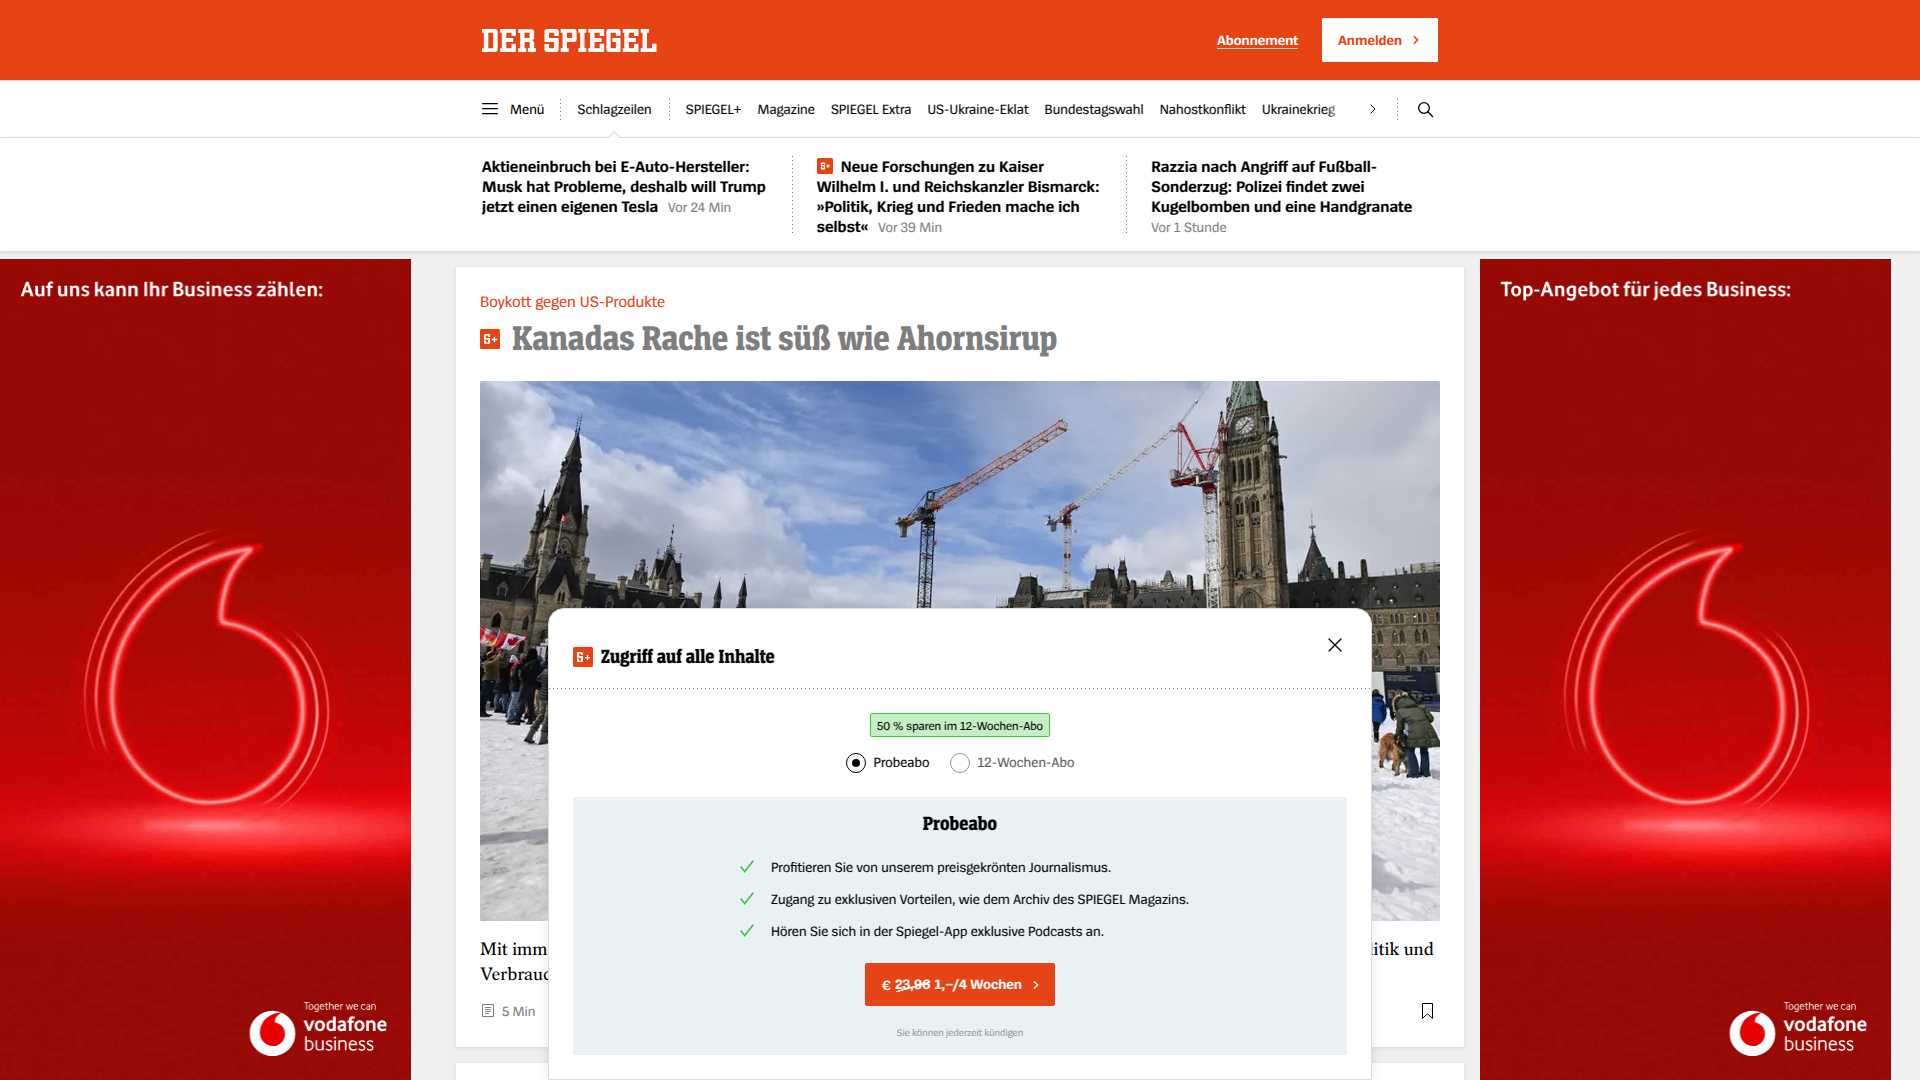 DER SPIEGEL
Abonnement
Anmelden
Menü
Schlagzeilen
SPIEGEL+
Magazine
SPIEGEL Extra
US-Ukraine-Eklat
Bundestagswahl
Nahostkonflikt
Ukrainekrieg
Aktieneinbruch bei E-Auto-Hersteller:
Musk hat Probleme, deshalb will Trump
jetzt einen eigenen Tesla Vor 24 Min
S+ Neue Forschungen zu Kaiser
Wilhelm I. und Reichskanzler Bismarck:
»Politik, Krieg und Frieden mache ich
selbst« Vor 39 Min
Razzia nach Angriff auf Fußball-
Sonderzug: Polizei findet zwei
Kugelbomben und eine Handgranate
Vor 1 Stunde
Auf uns kann Ihr Business zählen:
Together we can
vodafone
business
Boykott gegen US-Produkte
S+ Kanadas Rache ist süß wie Ahornsirup
S+ Zugriff auf alle Inhalte
50 % sparen im 12-Wochen-Abo
Probeabo
12-Wochen-Abo
Probeabo
Profitieren Sie von unserem preisgekrönten Journalismus.
Zugang zu exklusiven Vorteilen, wie dem Archiv des SPIEGEL Magazins.
Hören Sie sich in der Spiegel-App exklusive Podcasts an.
€ 23,96 1,–/4 Wochen
Sie können jederzeit kündigen
Mit imm
itik und
Verbrauc
5 Min
Top-Angebot für jedes Business:
Together we can
vodafone
business